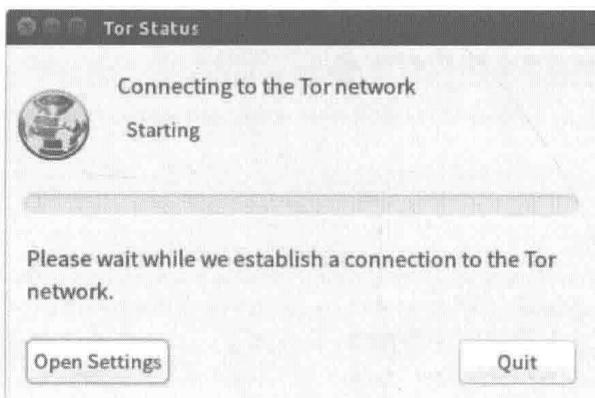 Tor Status
Connecting to the Tor network
Starting
Please wait while we establish a connection to the Tor
network.
Open Settings
Quit